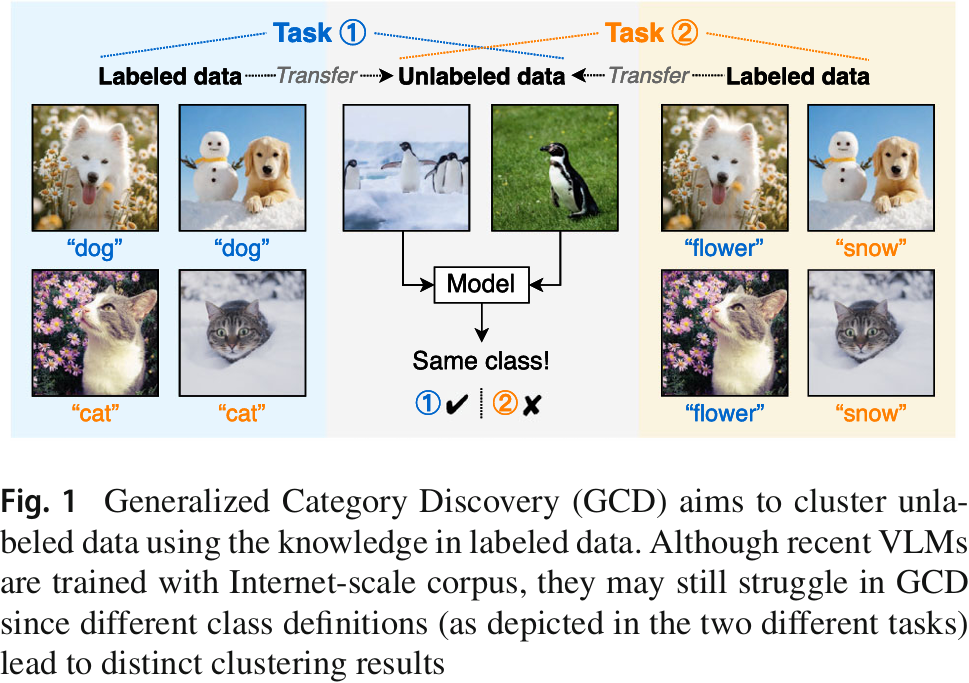 Task ① Task ②
Labeled data Transfer Unlabeled data Transfer Labeled data
"dog" "dog" "flower" "snow"
Model
Same class!
① ✔ ② ✘
"cat" "cat" "flower" "snow"
Fig. 1 Generalized Category Discovery (GCD) aims to cluster unla-
beled data using the knowledge in labeled data. Although recent VLMs
are trained with Internet-scale corpus, they may still struggle in GCD
since different class definitions (as depicted in the two different tasks)
lead to distinct clustering results